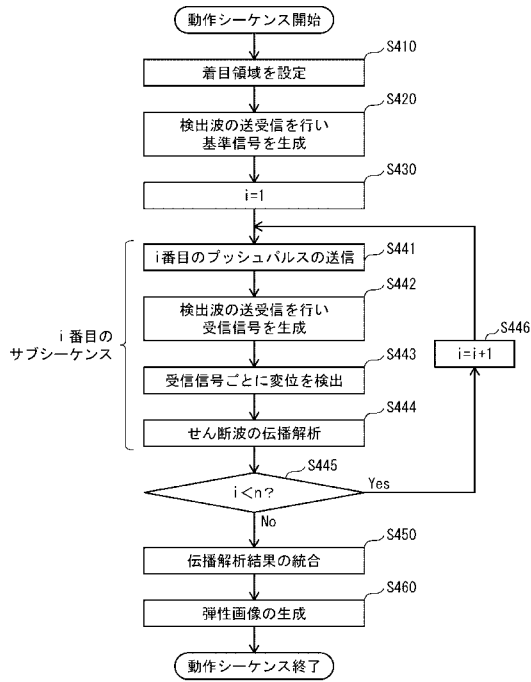 動作シーケンス開始
S410
着目領域を設定
S420
検出波の送受信を行い
基準信号を生成
S430
i=1
S441
i番目のプッシュパルスの送信
S442
検出波の送受信を行い
受信信号を生成
S446
i=i+1
i 番目の
サブシーケンス
S443
受信信号ごとに変位を検出
S444
せん断波の伝播解析
S445
i<n?
Yes
No
S450
伝播解析結果の統合
S460
弾性画像の生成
動作シーケンス終了